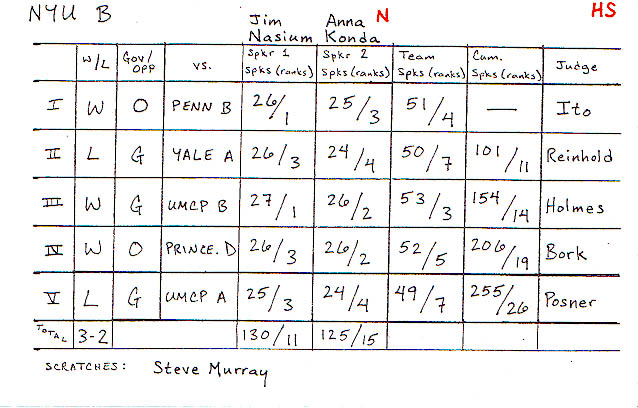 NYU B Jim Anna N HS
Nasium Konda
W/L Gov/OPP vs. Spkr 1 Spks (ranks) Spkr 2 Spks (ranks) Team Spks (ranks) Cum. Spks (ranks) Judge
I W O PENN B 26/1 25/3 51/4 — Ito
II L G YALE A 26/3 24/4 50/7 101/11 Reinhold
III W G UMCP B 27/1 26/2 53/3 154/14 Holmes
IV W O PRINCE. D 26/3 26/2 52/5 206/19 Bork
V L G UMCP A 25/3 24/4 49/7 255/26 Posner
TOTAL 3-2 130/11 125/15
SCRATCHES: Steve Murray